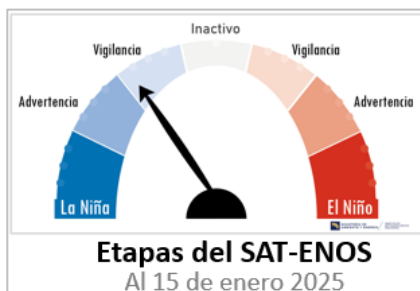 Inactivo
Vigilancia
Vigilancia
Advertencia
Advertencia
La Niña
El Niño
Etapas del SAT-ENOS
Al 15 de enero 2025